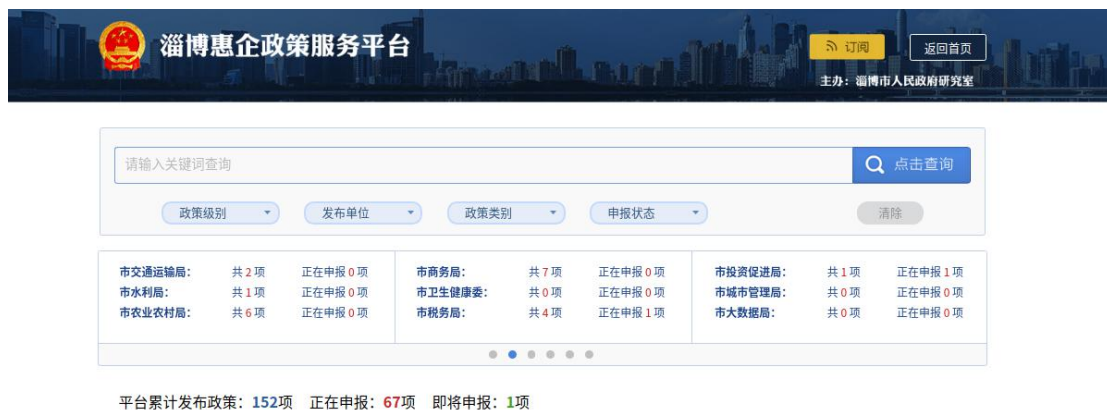 淄博惠企政策服务平台
订阅
返回首页
主办：淄博市人民政府研究室
请输入关键词查询
点击查询
政策级别 发布单位 政策类别 申报状态 清除
市交通运输局： 共2项 正在申报0项 市商务局： 共7项 正在申报0项 市投资促进局： 共1项 正在申报1项
市水利局： 共1项 正在申报0项 市卫生健康委： 共0项 正在申报0项 市城市管理局： 共0项 正在申报0项
市农业农村局： 共6项 正在申报0项 市税务局： 共4项 正在申报1项 市大数据局： 共0项 正在申报0项
平台累计发布政策：152项 正在申报：67项 即将申报：1项